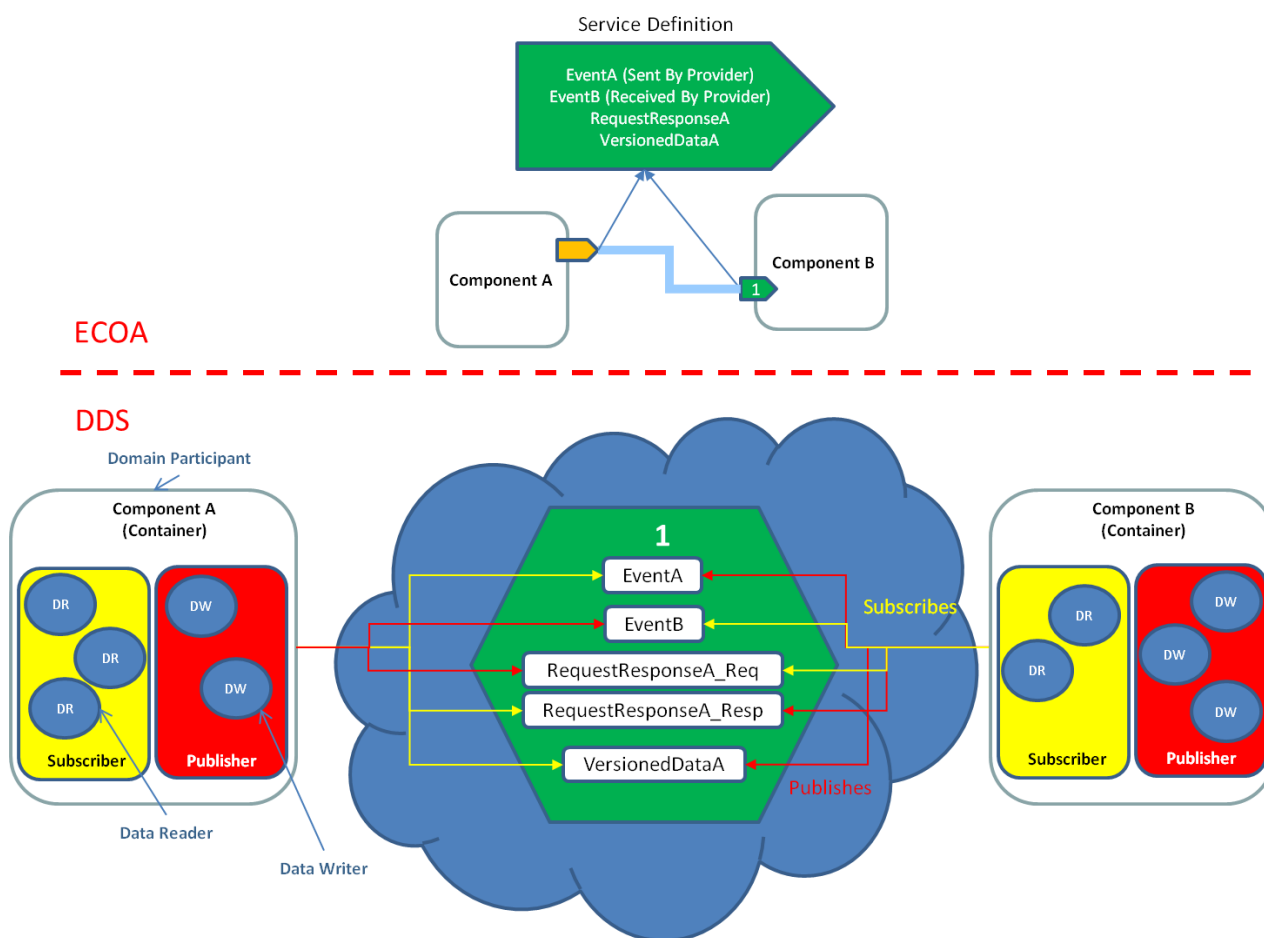 Service Definition
EventA (Sent By Provider)
EventB (Received By Provider)
RequestResponseA
VersionedDataA
Component A
Component B
1
ECOA
DDS
Domain Participant
Component A
(Container)
DR
DR
DR
Subscriber
DW
DW
Publisher
Data Reader
Data Writer
1
EventA
EventB
RequestResponseA_Req
RequestResponseA_Resp
VersionedDataA
Subscribes
Publishes
Component B
(Container)
DR
DR
Subscriber
DW
DW
DW
Publisher